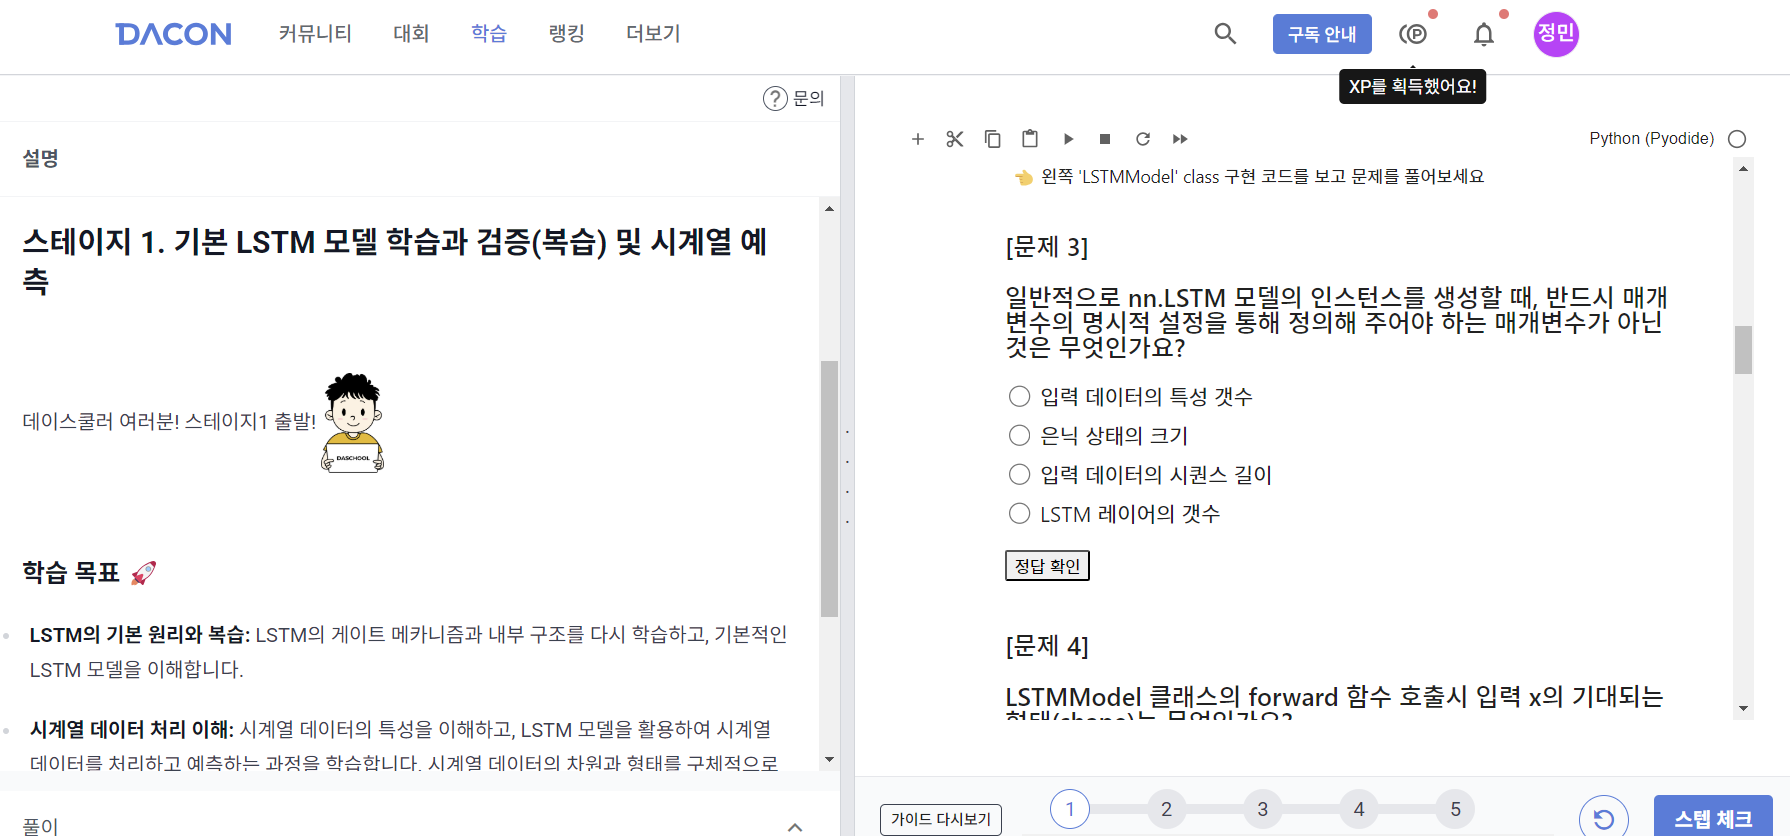 DACON 커뮤니티 대회 학습 랭킹 더보기 구독 안내 정민
XP를 획득했어요!
? 문의
설명
스테이지 1. 기본 LSTM 모델 학습과 검증(복습) 및 시계열 예
측
데이스쿨러 여러분! 스테이지1 출발!
DASCHOOL
학습 목표 🚀
LSTM의 기본 원리와 복습: LSTM의 게이트 메카니즘과 내부 구조를 다시 학습하고, 기본적인
LSTM 모델을 이해합니다.
시계열 데이터 처리 이해: 시계열 데이터의 특성을 이해하고, LSTM 모델을 활용하여 시계열
데이터를 처리하고 예측하는 과정을 학습합니다. 시계열 데이터의 차원과 형태를 구체적으로
풀이
Python (Pyodide)
👈 왼쪽 'LSTMModel' class 구현 코드를 보고 문제를 풀어보세요
[문제 3]
일반적으로 nn.LSTM 모델의 인스턴스를 생성할 때, 반드시 매개
변수의 명시적 설정을 통해 정의해 주어야 하는 매개변수가 아닌
것은 무엇인가요?
입력 데이터의 특성 갯수
은닉 상태의 크기
입력 데이터의 시퀀스 길이
LSTM 레이어의 갯수
정답 확인
[문제 4]
LSTMModel 클래스의 forward 함수 호출시 입력 x의 기대되는
형태(shape)는 무엇인가요?
가이드 다시보기 1 2 3 4 5 스텝 체크